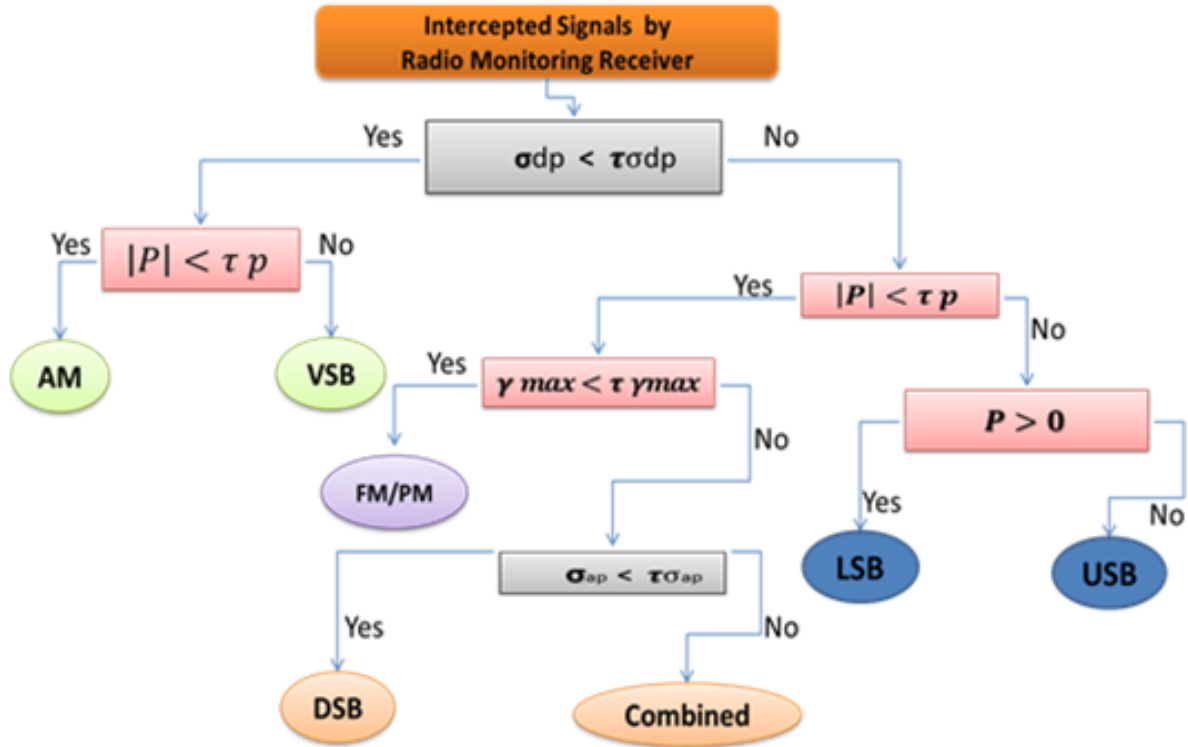 Intercepted Signals by
Radio Monitoring Receiver
Yes
No
σdp < τσdp
Yes
|P| < τ p
No
Yes
|P| < τ p
No
AM
VSB
Yes
γ max < τ γmax
No
P > 0
FM/PM
Yes
No
σap < τσap
LSB
USB
Yes
No
DSB
Combined